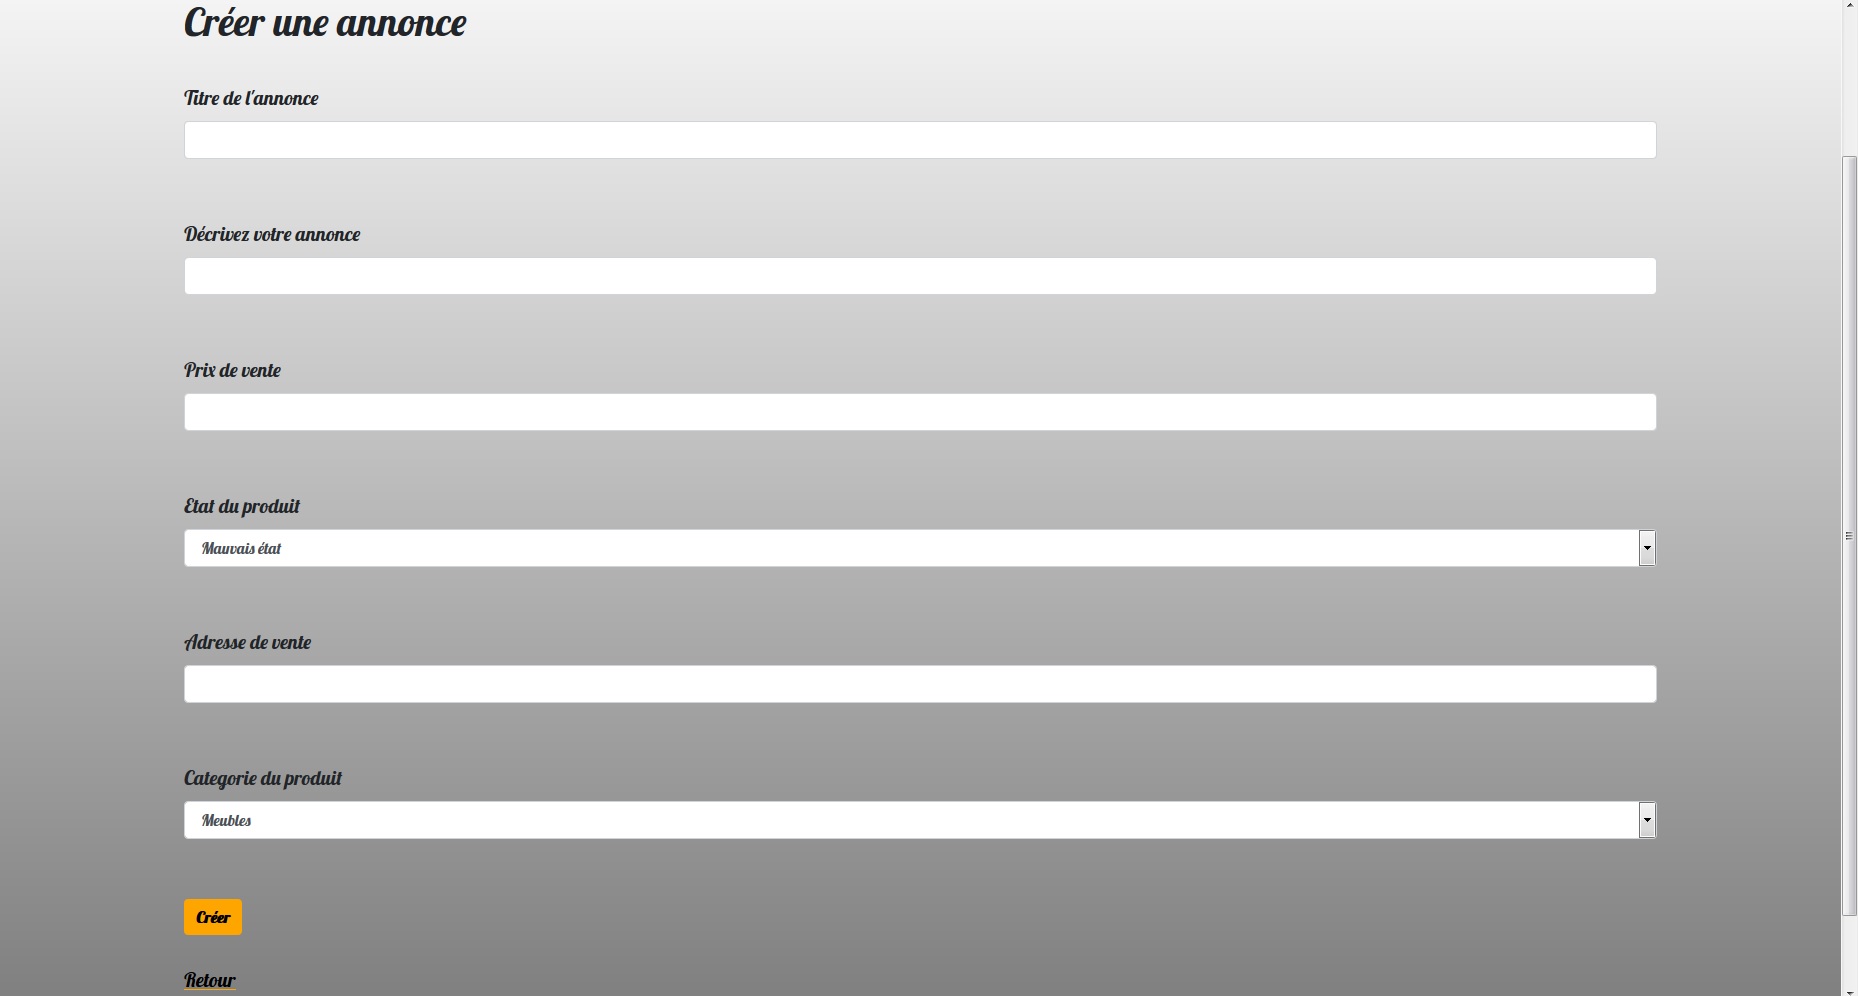 Créer une annonce
Titre de l'annonce
Décrivez votre annonce
Prix de vente
Etat du produit
Mauvais état
Adresse de vente
Categorie du produit
Meubles
Créer
Retour